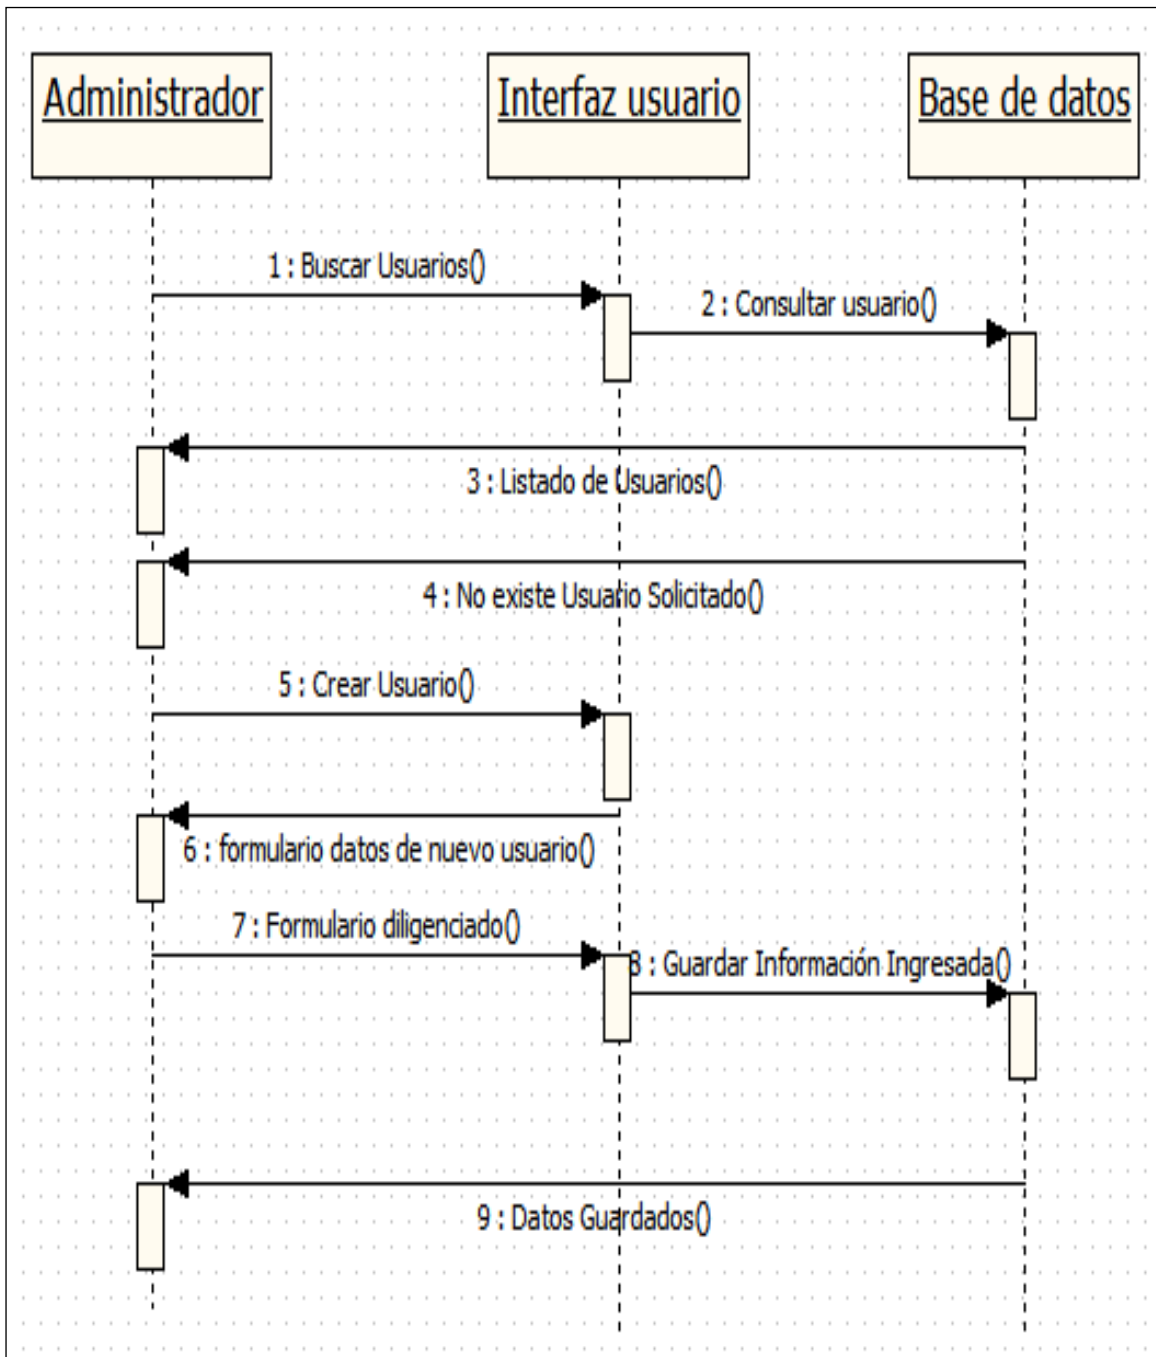 Administrador
Interfaz usuario
Base de datos
1 : Buscar Usuarios()
2 : Consultar usuario()
3 : Listado de Usuarios()
4 : No existe Usuario Solicitado()
5 : Crear Usuario()
6 : formulario datos de nuevo usuario()
7 : Formulario diligenciado()
8 : Guardar Información Ingresada()
9 : Datos Guardados()